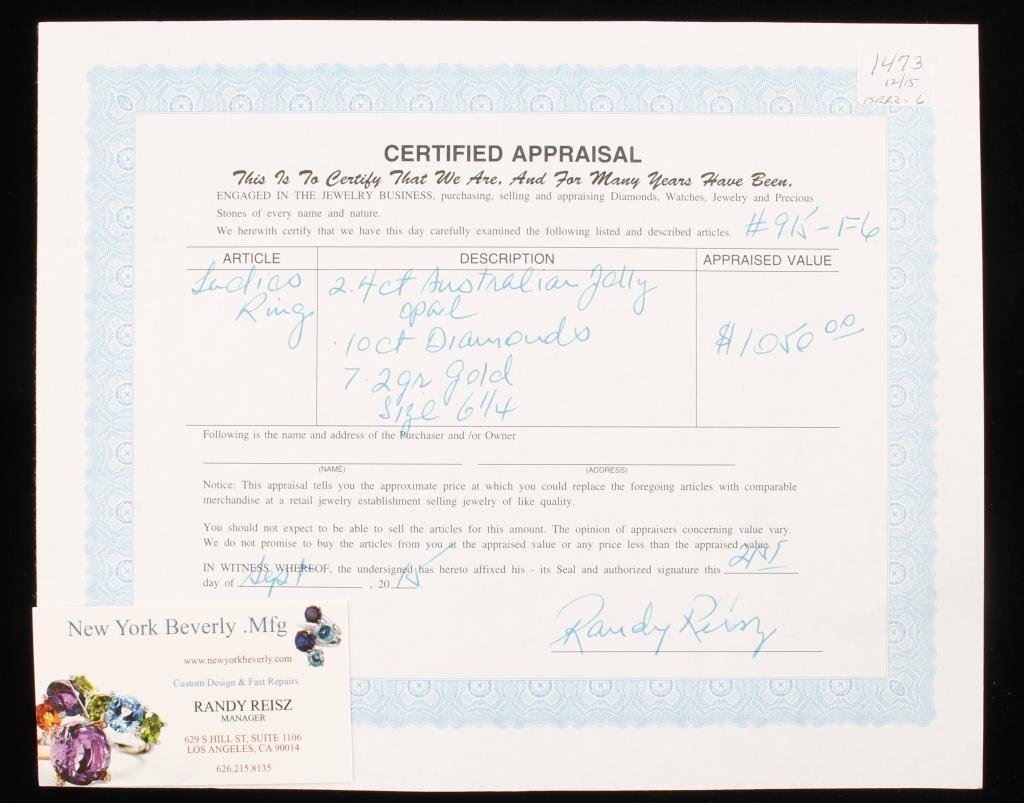 1473
12/15
CERTIFIED APPRAISAL
This Is To Certify That We Are, And For Many Years Have Been,
ENGAGED IN THE JEWELRY BUSINESS, purchasing, selling and appraising Diamonds, Watches, Jewelry and Precious
Stones of every name and nature.
We herewith certify that we have this day carefully examined the following listed and described articles. #915-1-6
ARTICLE DESCRIPTION APPRAISED VALUE
Ladies 2.4ct Australian Jelly
Ring opal
.10ct Diamonds $1050 00
7.2gr Gold
Size 6 1/4
Following is the name and address of the Purchaser and /or Owner
(NAME) (ADDRESS)
Notice: This appraisal tells you the approximate price at which you could replace the foregoing articles with comparable
merchandise at a retail jewelry establishment selling jewelry of like quality.
You should not expect to be able to sell the articles for this amount. The opinion of appraisers concerning value vary.
We do not promise to buy the articles from you at the appraised value or any price less than the appraised value.
IN WITNESS WHEREOF, the undersigned has hereto affixed his - its Seal and authorized signature this 21st
day of Sept , 20 15
Randy Reisz
New York Beverly .Mfg
www.newyorkbeverly.com
Custom Design & Fast Repairs
RANDY REISZ
MANAGER
629 S HILL ST, SUITE 1106
LOS ANGELES, CA 90014
626.215.8135